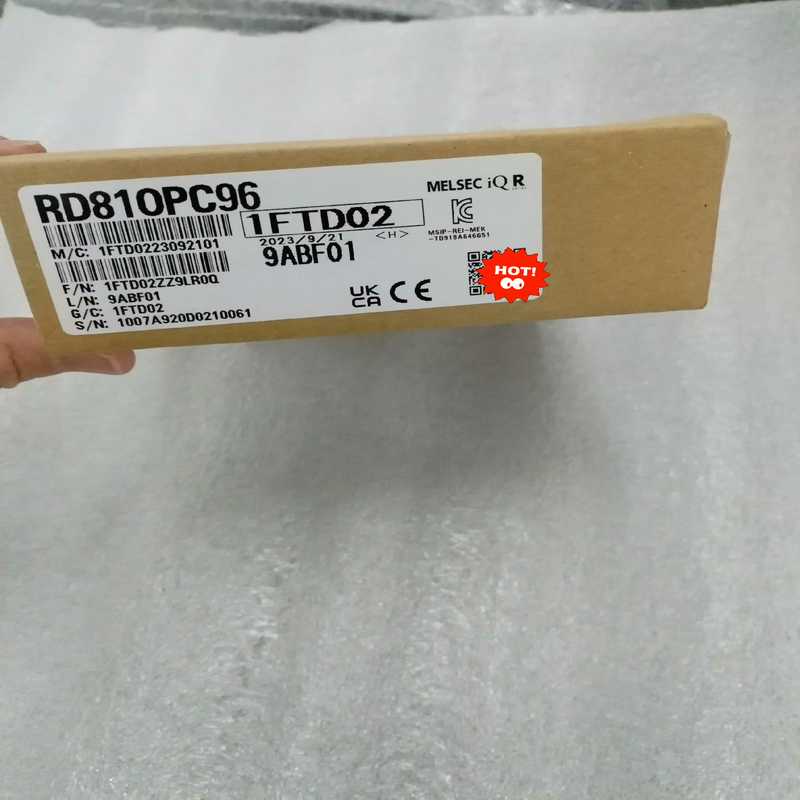 RD81OPC96
MELSEC iQ R
1FTD02
M/C: 1FTD0223092101
2023/9/21 <H>
MSIP-REI-MEK
-TD918A646G51
9ABF01
F/N: 1FTD02ZZ9LR0Q
L/N: 9ABF01
G/C: 1FTD02
S/N: 1007A920D0210061
UK
CA CE
HOT!